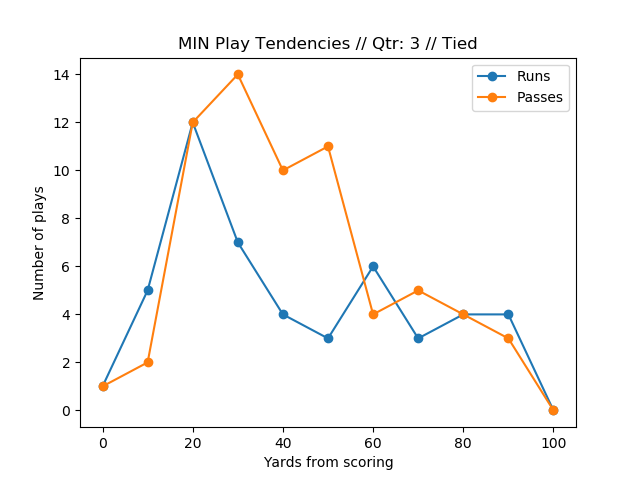 MIN Play Tendencies // Qtr: 3 // Tied
Runs
Passes
Number of plays
14
12
10
8
6
4
2
0
0 20 40 60 80 100
Yards from scoring